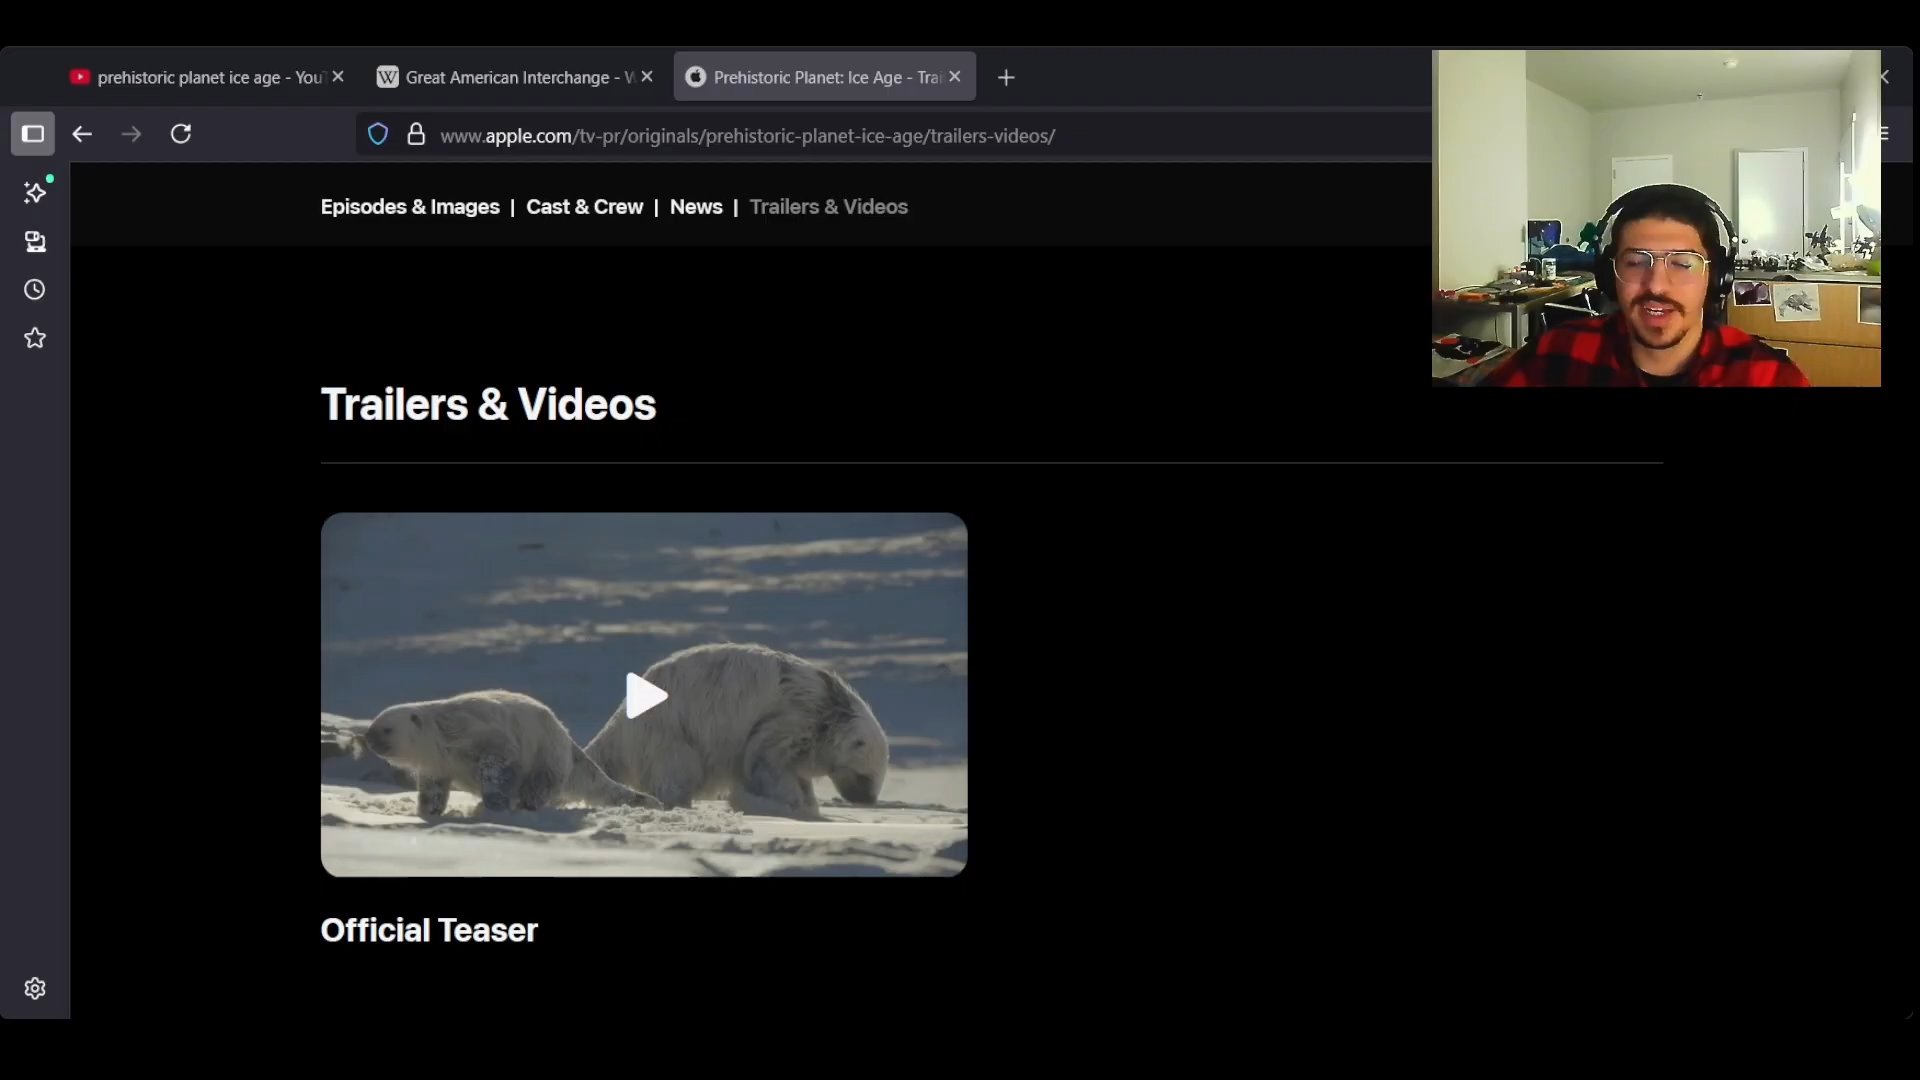 prehistoric planet ice age - You
Great American Interchange - W
Prehistoric Planet: Ice Age - Trai
www.apple.com/tv-pr/originals/prehistoric-planet-ice-age/trailers-videos/
Episodes & Images | Cast & Crew | News | Trailers & Videos
Trailers & Videos
Official Teaser